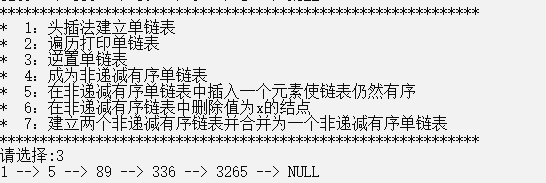 ************************************************************
*  1：头插法建立单链表
*  2：遍历打印单链表
*  3：逆置单链表
*  4：成为非递减有序单链表
*  5：在非递减有序单链表中插入一个元素使链表仍然有序
*  6：在非递减有序链表中删除值为x的结点
*  7：建立两个非递减有序链表并合并为一个非递减有序单链表
************************************************************
请选择:3
1 --> 5 --> 89 --> 336 --> 3265 --> NULL